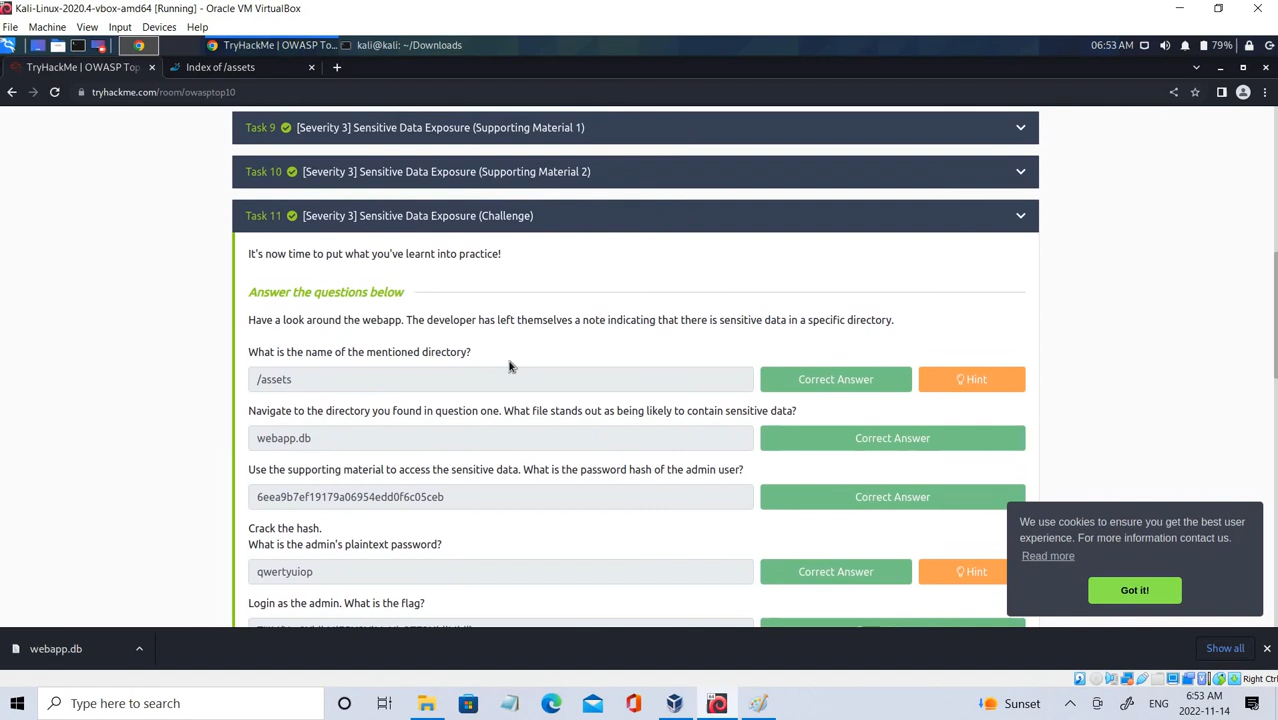 Kali-Linux-2020.4-vbox-amd64 [Running] - Oracle VM VirtualBox
File Machine View Input Devices Help
TryHackMe | OWASP To... kali@kali: ~/Downloads 06:53 AM 79%
TryHackMe | OWASP Top Index of /assets
tryhackme.com/room/owasptop10
Task 9 [Severity 3] Sensitive Data Exposure (Supporting Material 1)
Task 10 [Severity 3] Sensitive Data Exposure (Supporting Material 2)
Task 11 [Severity 3] Sensitive Data Exposure (Challenge)
It's now time to put what you've learnt into practice!
Answer the questions below
Have a look around the webapp. The developer has left themselves a note indicating that there is sensitive data in a specific directory.
What is the name of the mentioned directory?
/assets Correct Answer Hint
Navigate to the directory you found in question one. What file stands out as being likely to contain sensitive data?
webapp.db Correct Answer
Use the supporting material to access the sensitive data. What is the password hash of the admin user?
6eea9b7ef19179a06954edd0f6c05ceb Correct Answer
Crack the hash.
What is the admin's plaintext password?
qwertyuiop Correct Answer Hint
Login as the admin. What is the flag?
We use cookies to ensure you get the best user
experience. For more information contact us.
Read more
Got it!
webapp.db Show all
Right Ctrl
Type here to search Sunset ENG 6:53 AM
2022-11-14